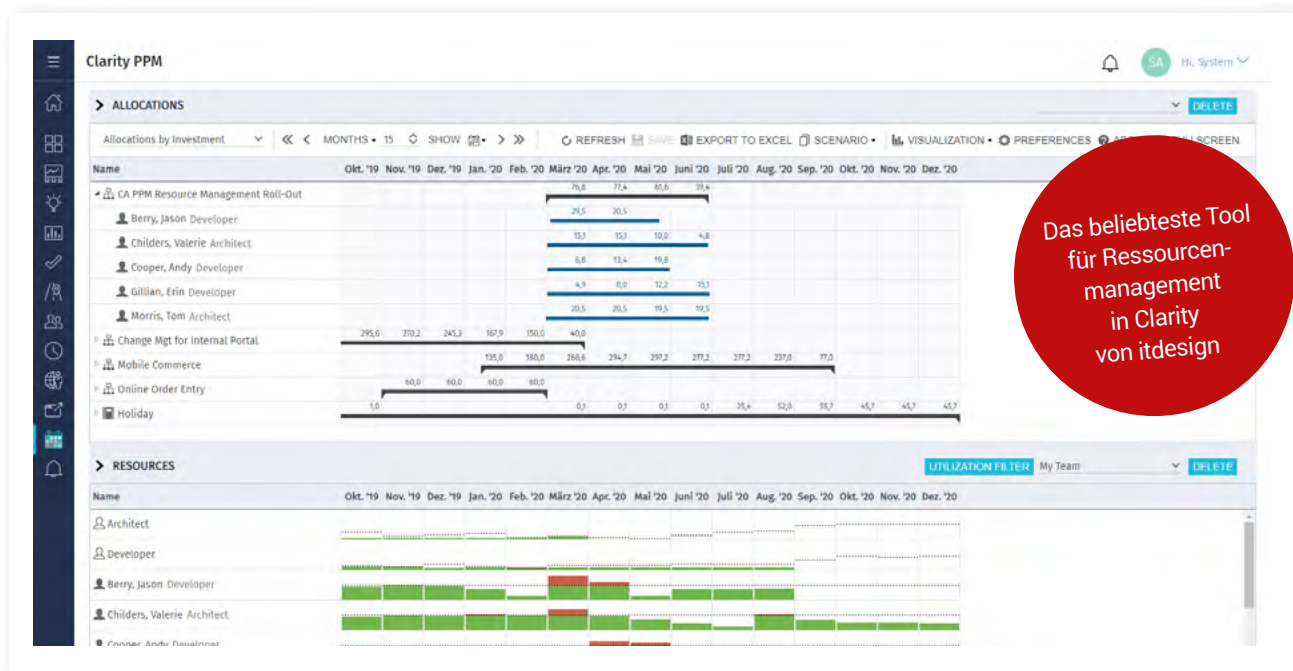 Clarity PPM
SA Hi, System
ALLOCATIONS
DELETE
Allocations by Investment MONTHS 15 SHOW REFRESH SAVE EXPORT TO EXCEL SCENARIO VISUALIZATION PREFERENCES SCREEN
Name Okt. '19 Nov. '19 Dez. '19 Jan. '20 Feb. '20 März '20 Apr. '20 Mai '20 Juni '20 Juli '20 Aug. '20 Sep. '20 Okt. '20 Nov. '20 Dez. '20
CA PPM Resource Management Roll-Out 76,8 77,4 61,6 39,4
Berry, Jason Developer 29,5 20,5
Childers, Valerie Architect 15,1 15,1 10,0 4,8
Cooper, Andy Developer 6,8 13,4 19,8
Gillian, Erin Developer 4,9 8,0 12,2 15,1
Morris, Tom Architect 20,5 20,5 19,5 19,5
Change Mgt for Internal Portal 295,6 270,2 245,3 167,9 150,0 40,0
Mobile Commerce 135,0 180,0 266,6 294,7 297,2 277,2 277,2 237,0 77,0
Online Order Entry 60,0 60,0 60,0 60,0
Holiday 1,0 0,1 0,1 0,1 0,1 25,4 52,0 55,7 45,7 45,7 45,7
Das beliebteste Tool
für Ressourcen-
management
in Clarity
von itdesign
RESOURCES
UTILIZATION FILTER My Team DELETE
Name Okt. '19 Nov. '19 Dez. '19 Jan. '20 Feb. '20 März '20 Apr. '20 Mai '20 Juni '20 Juli '20 Aug. '20 Sep. '20 Okt. '20 Nov. '20 Dez. '20
Architect
Developer
Berry, Jason Developer
Childers, Valerie Architect
Cooper, Andy Developer